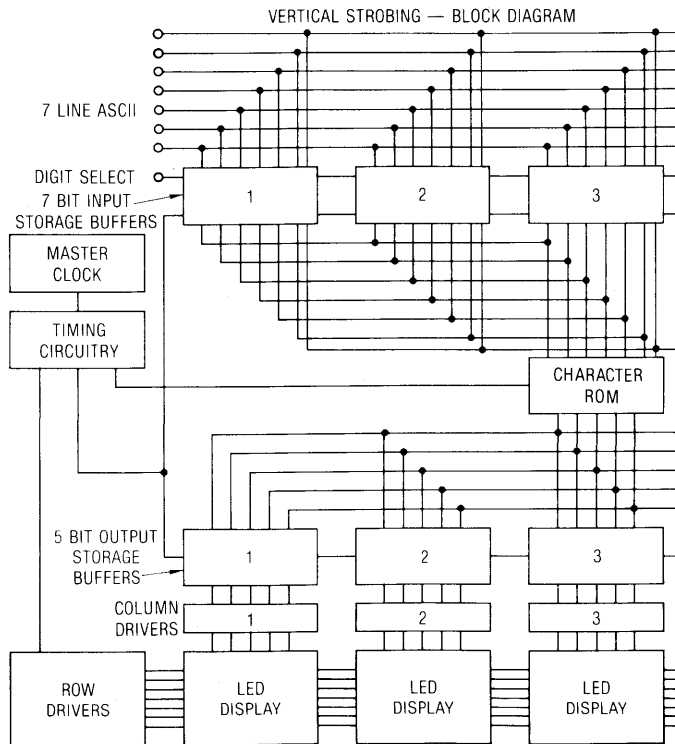 VERTICAL STROBING — BLOCK DIAGRAM
7 LINE ASCII
DIGIT SELECT
7 BIT INPUT
STORAGE BUFFERS
1
2
3
MASTER
CLOCK
TIMING
CIRCUITRY
CHARACTER
ROM
5 BIT OUTPUT
STORAGE
BUFFERS
1
2
3
COLUMN
DRIVERS
1
2
3
ROW
DRIVERS
LED
DISPLAY
LED
DISPLAY
LED
DISPLAY